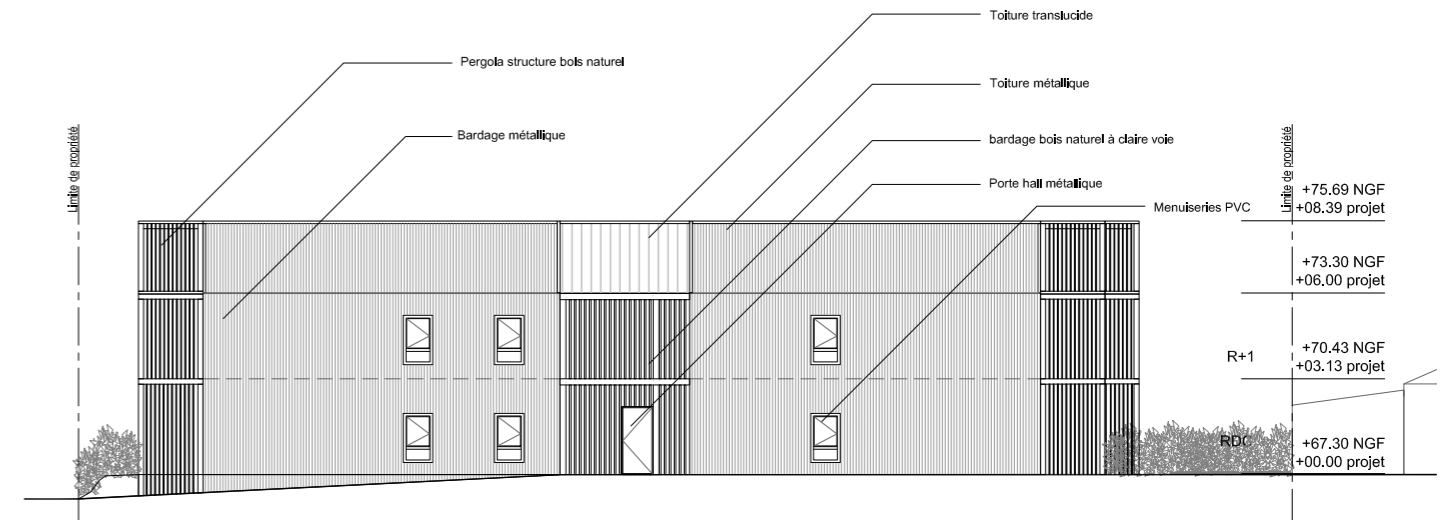 Toiture translucide
Pergola structure bois naturel
Toiture métallique
Bardage métallique
bardage bois naturel à claire voie
Porte hall métallique
Menuiseries PVC
Limite de propriété
Limite de propriété
+75.69 NGF
+08.39 projet
+73.30 NGF
+06.00 projet
R+1
+70.43 NGF
+03.13 projet
RDC
+67.30 NGF
+00.00 projet